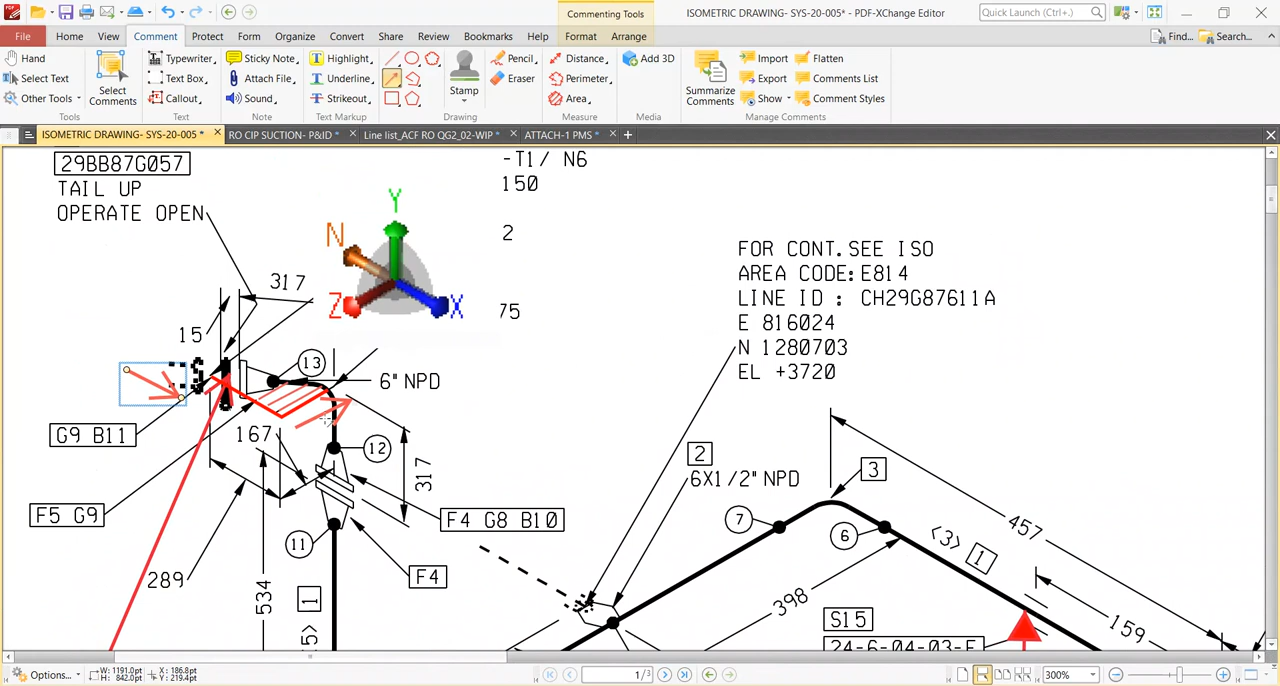 Commenting Tools
ISOMETRIC DRAWING- SYS-20-005* - PDF-XChange Editor
Quick Launch (Ctrl+.)
File
Home
View
Comment
Protect
Form
Organize
Convert
Share
Review
Bookmarks
Help
Format
Arrange
Find...
Search...
Hand
Select Text
Other Tools
Tools
Select Comments
Typewriter
Text Box
Callout
Text
Sticky Note
Attach File
Sound
Note
Highlight
Underline
Strikeout
Text Markup
Pencil
Eraser
Drawing
Stamp
Distance
Perimeter
Area
Measure
Add 3D
Media
Summarize Comments
Import
Export
Show
Flatten
Comments List
Comment Styles
Manage Comments
ISOMETRIC DRAWING- SYS-20-005 *
RO CIP SUCTION- P&ID *
Line list_ACF RO QG2_02-WIP *
ATTACH-1 PMS *
29BB87G057
TAIL UP
OPERATE OPEN
-T1/ N6
150
2
75
Y
N
Z
X
317
15
13
6" NPD
G9 B11
167
12
317
F5 G9
F4 G8 B10
11
F4
289
534
1
5>
FOR CONT.SEE ISO
AREA CODE:E814
LINE ID : CH29G87611A
E 816024
N 1280703
EL +3720
2
6X1/2" NPD
3
7
6
457
<3> 1
398
159
S15
24-6-04-03-E
Options...
W: 1191.0pt
H: 842.0pt
X: 186.8pt
Y: 219.4pt
1/3
300%